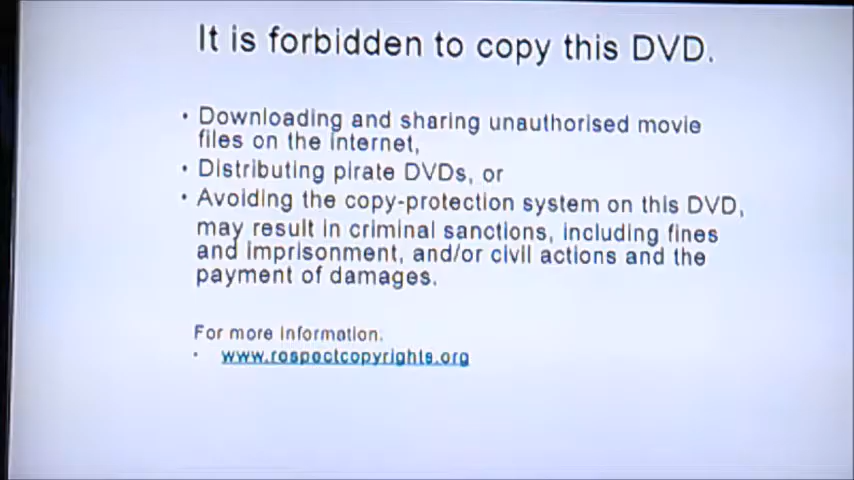 It is forbidden to copy this DVD.
• Downloading and sharing unauthorised movie
files on the internet,
• Distributing pirate DVDs, or
• Avoiding the copy-protection system on this DVD,
may result in criminal sanctions, including fines
and imprisonment, and/or civil actions and the
payment of damages.
For more information:
• www.respectcopyrights.org